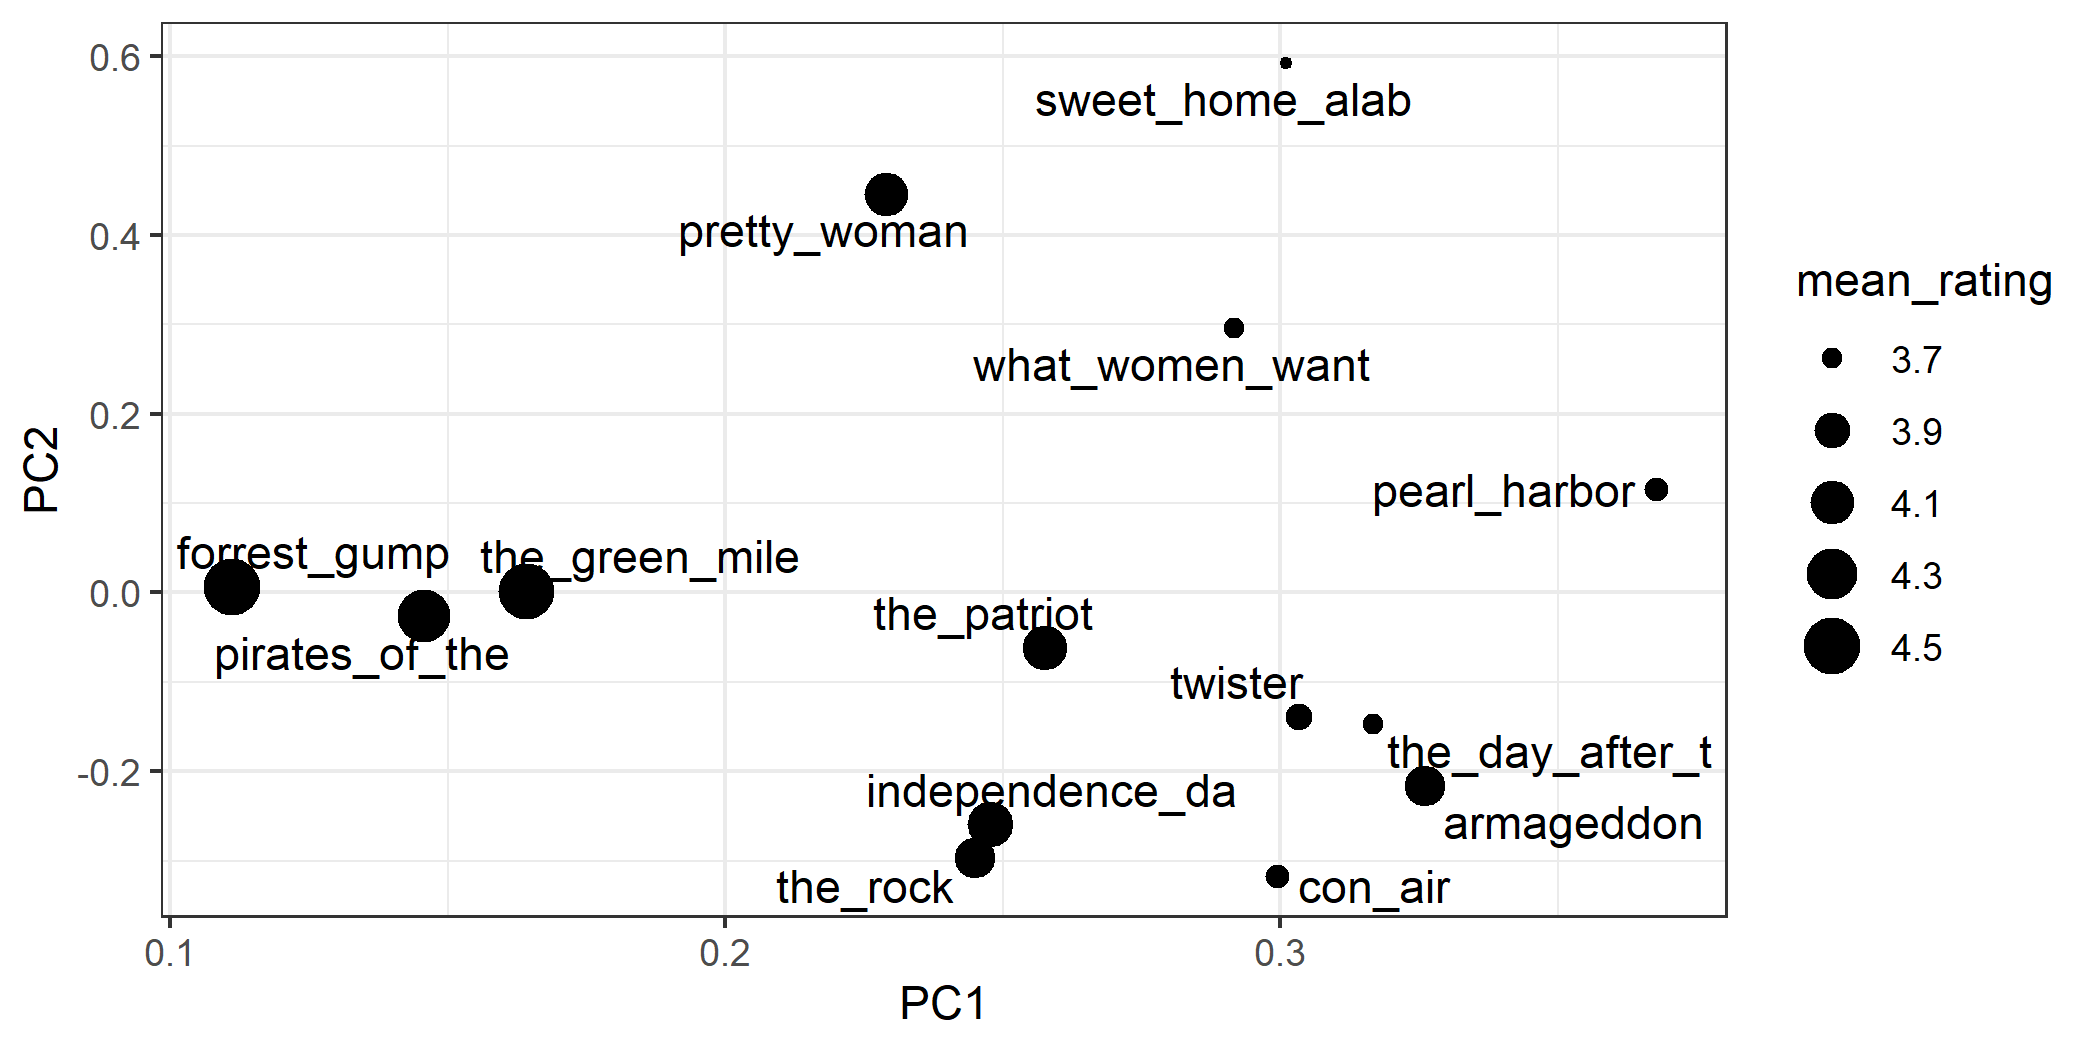 0.6
0.4
0.2
0.0
-0.2
PC2
sweet_home_alab
pretty_woman
what_women_want
pearl_harbor
forrest_gump
the_green_mile
pirates_of_the
the_patriot
twister
the_day_after_t
independence_da
armageddon
the_rock
con_air
0.1
0.2
0.3
PC1
mean_rating
3.7
3.9
4.1
4.3
4.5